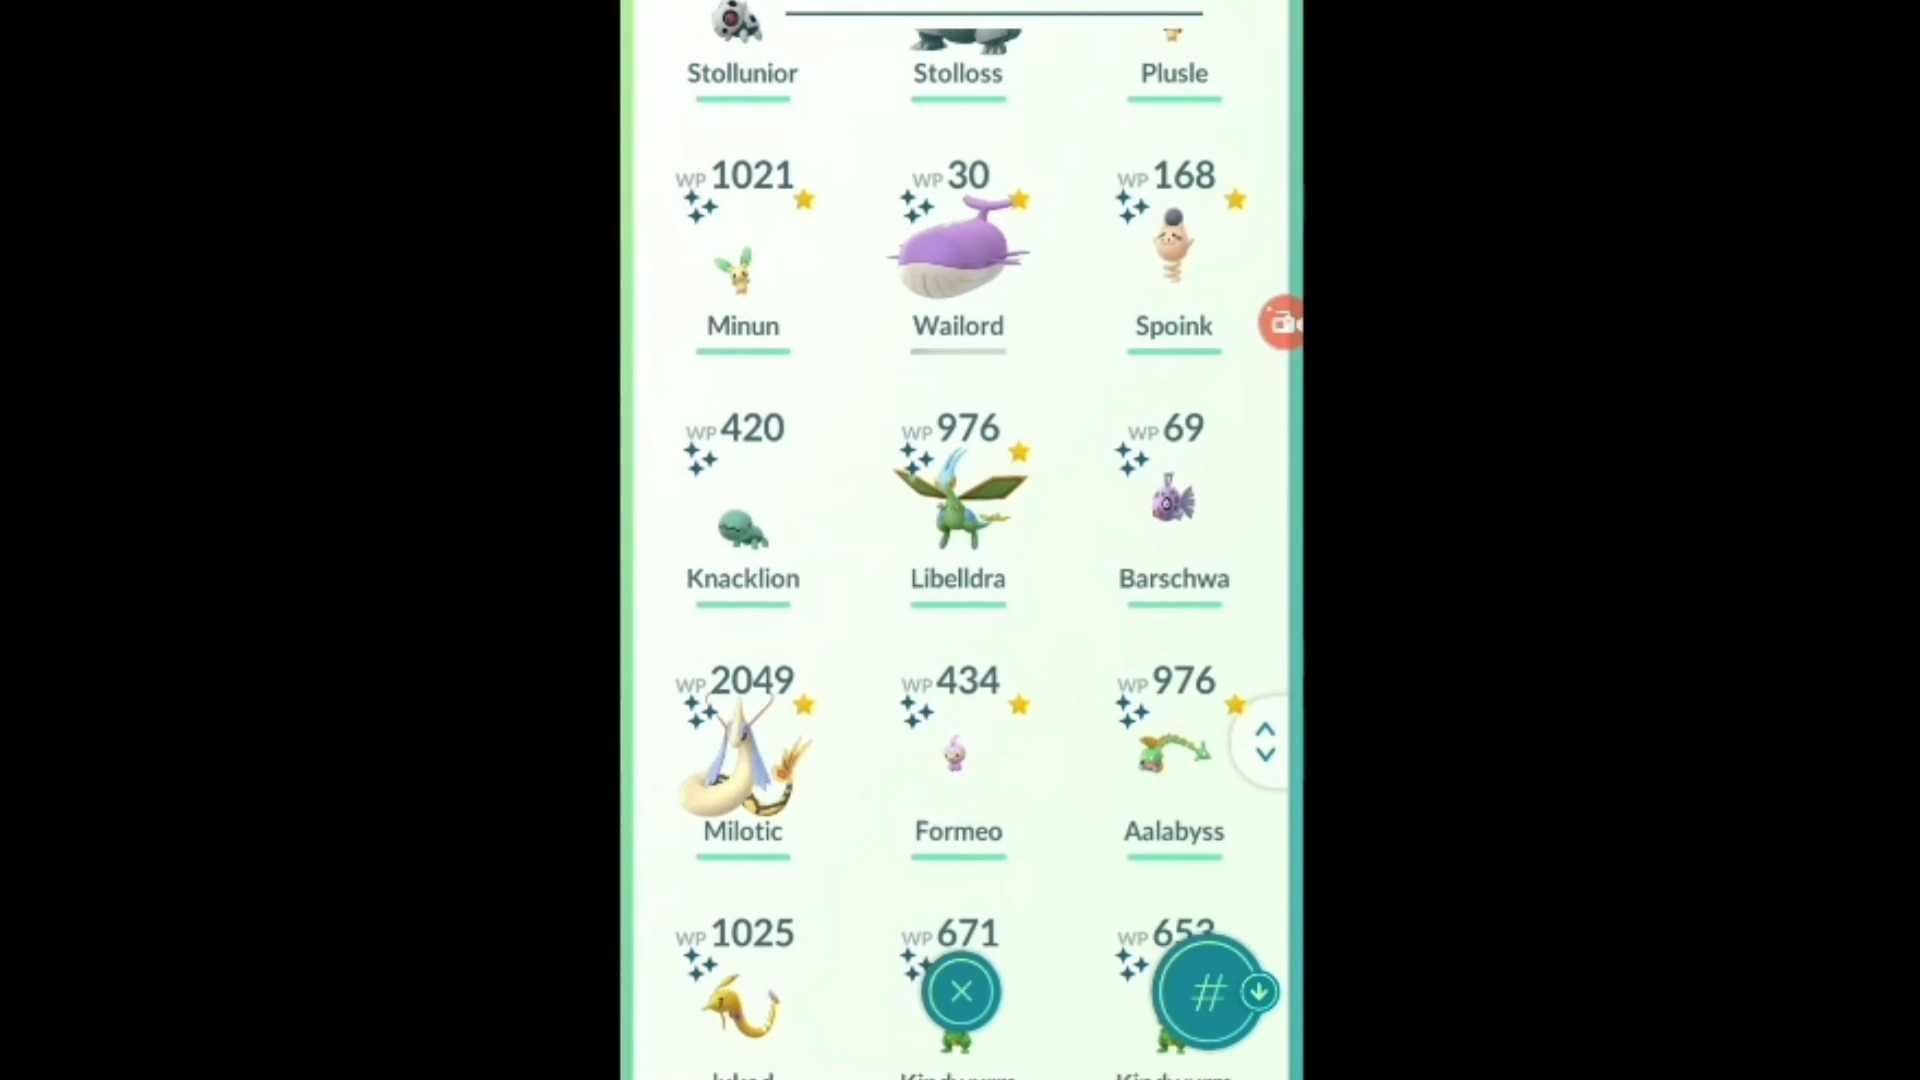 Stollunior Stolloss Plusle
WP 1021 WP 30 WP 168
Minun Wailord Spoink
WP 420 WP 976 WP 69
Knacklion Libelldra Barschwa
WP 2049 WP 434 WP 976
Milotic Formeo Aalabyss
WP 1025 WP 671 WP 653
#